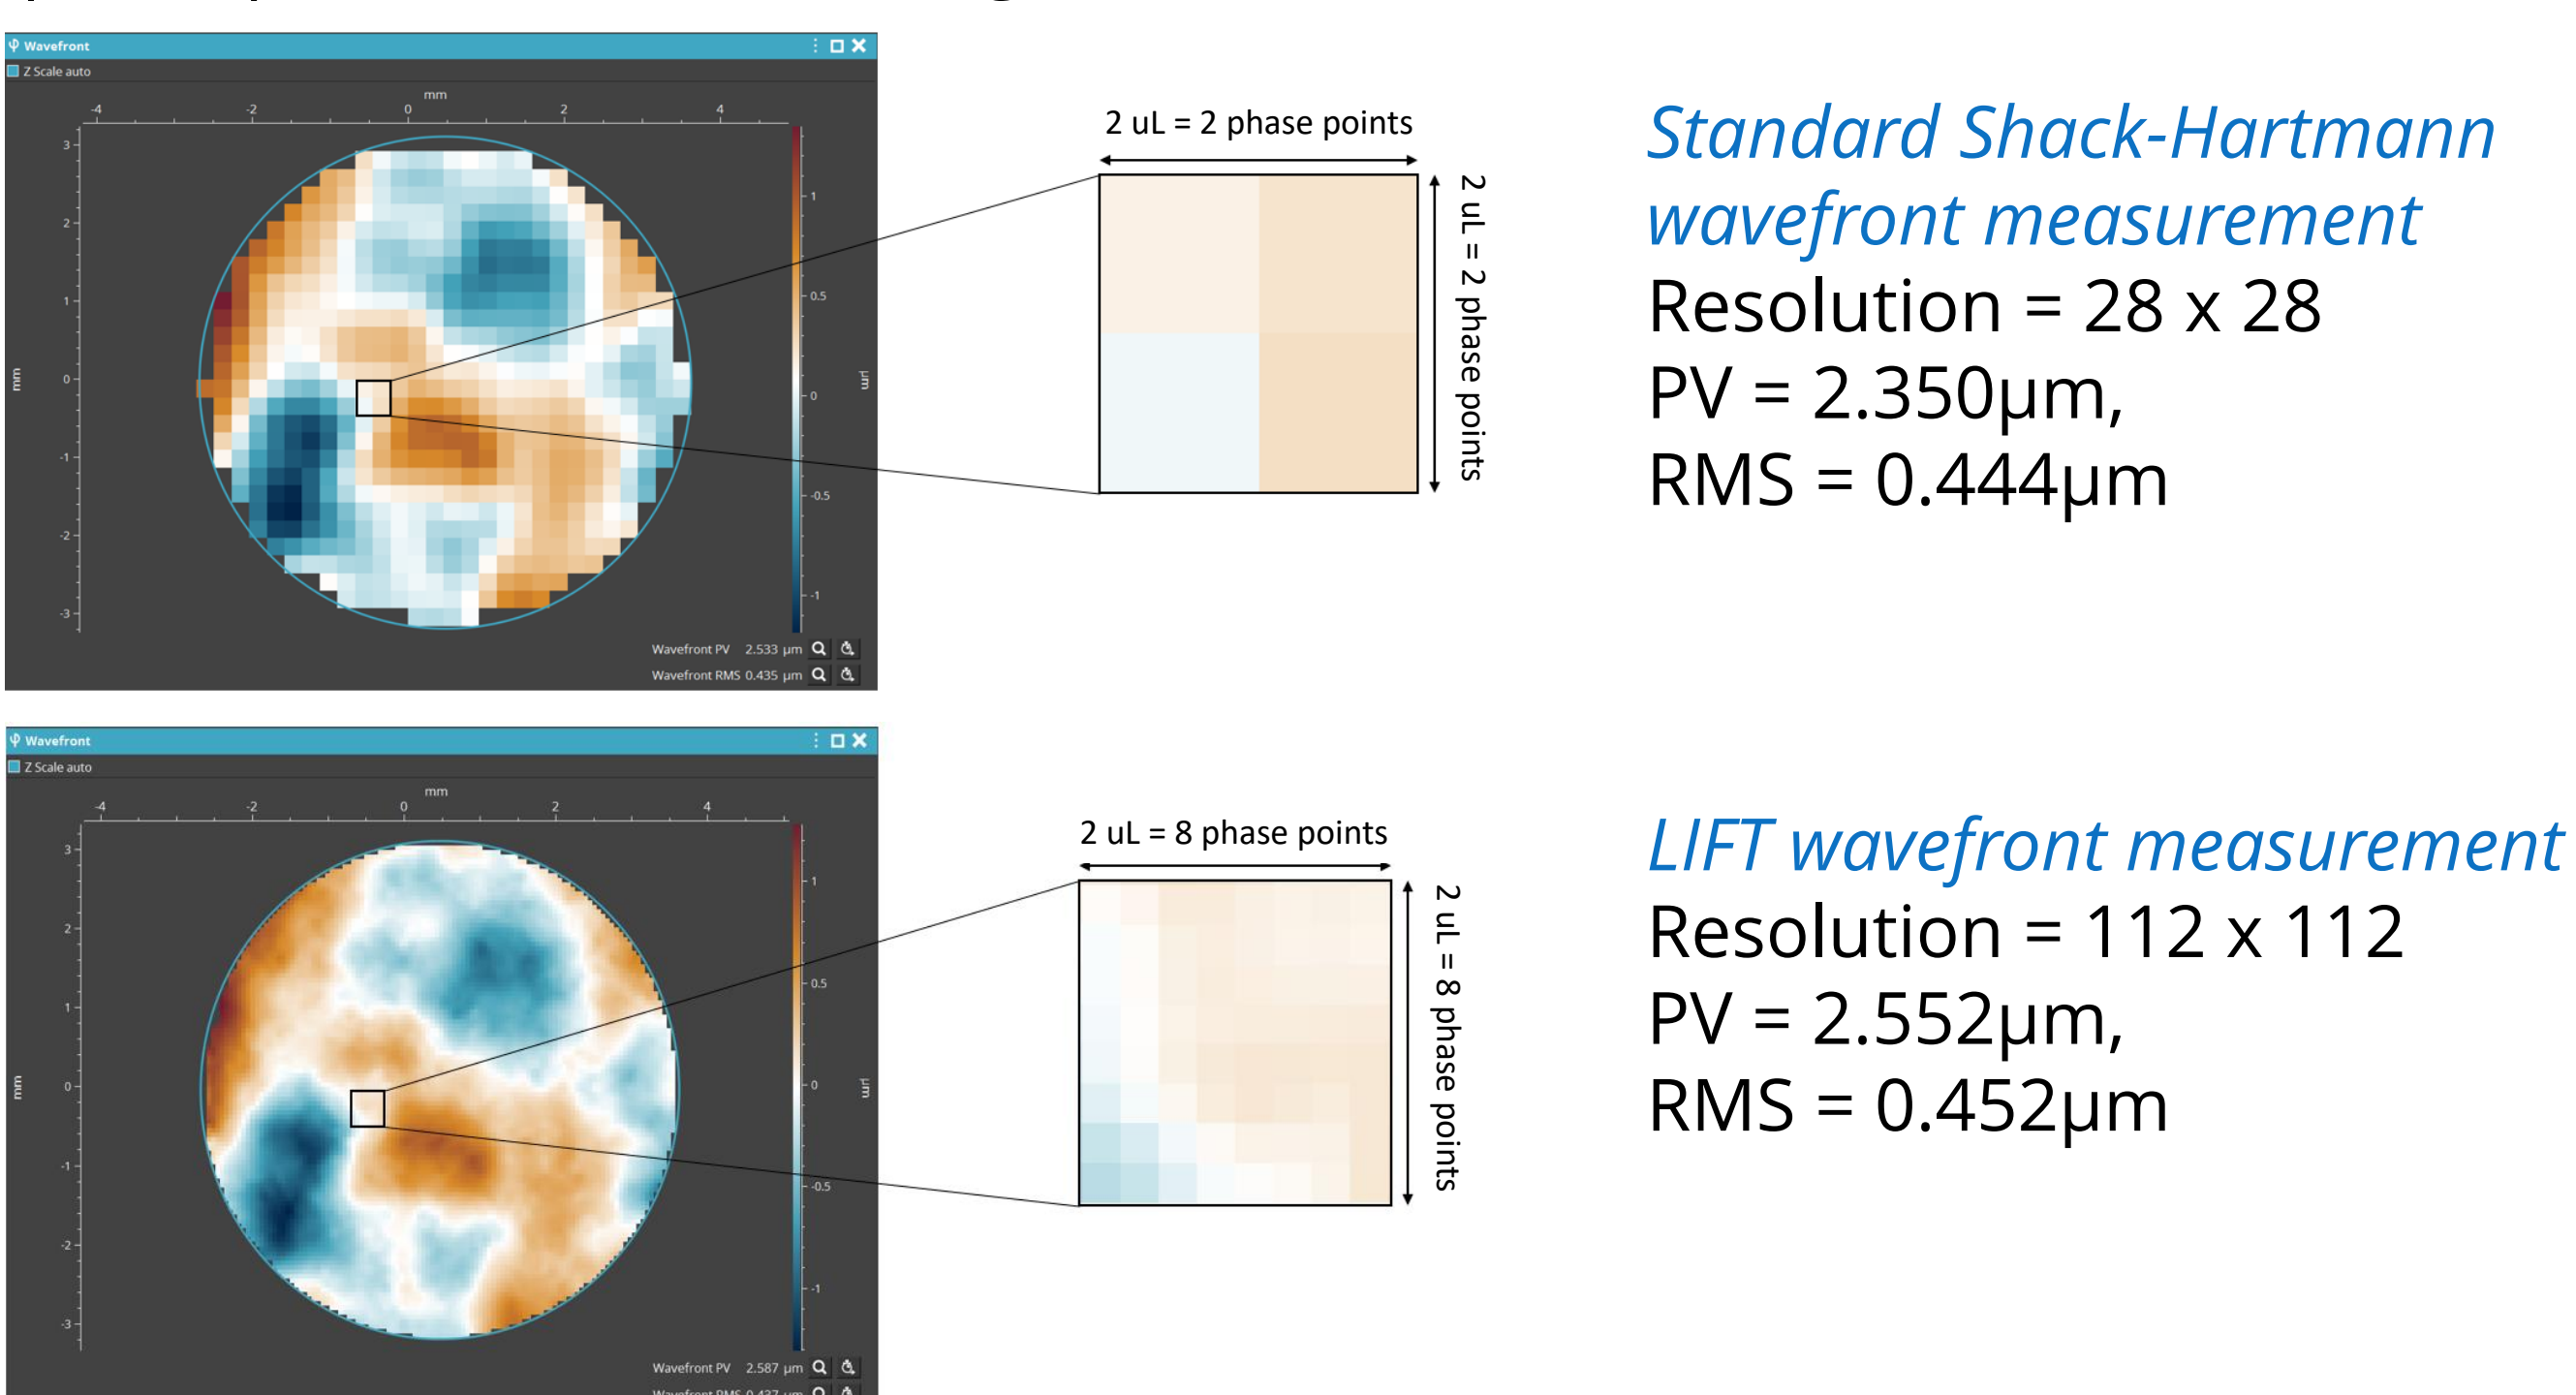 Wavefront
Z Scale auto
mm
-4 -2 0 2 4
3
2
1
0
-1
-2
-3
mm
1
0.5
0
-0.5
-1
µm
Wavefront PV 2.533 µm
Wavefront RMS 0.435 µm
2 uL = 2 phase points
2 uL = 2 phase points
Standard Shack-Hartmann
wavefront measurement
Resolution = 28 x 28
PV = 2.350µm,
RMS = 0.444µm
Wavefront
Z Scale auto
mm
-4 -2 0 2 4
3
2
1
0
-1
-2
-3
mm
1
0.5
0
-0.5
-1
µm
Wavefront PV 2.587 µm
Wavefront RMS 0.437 µm
2 uL = 8 phase points
2 uL = 8 phase points
LIFT wavefront measurement
Resolution = 112 x 112
PV = 2.552µm,
RMS = 0.452µm